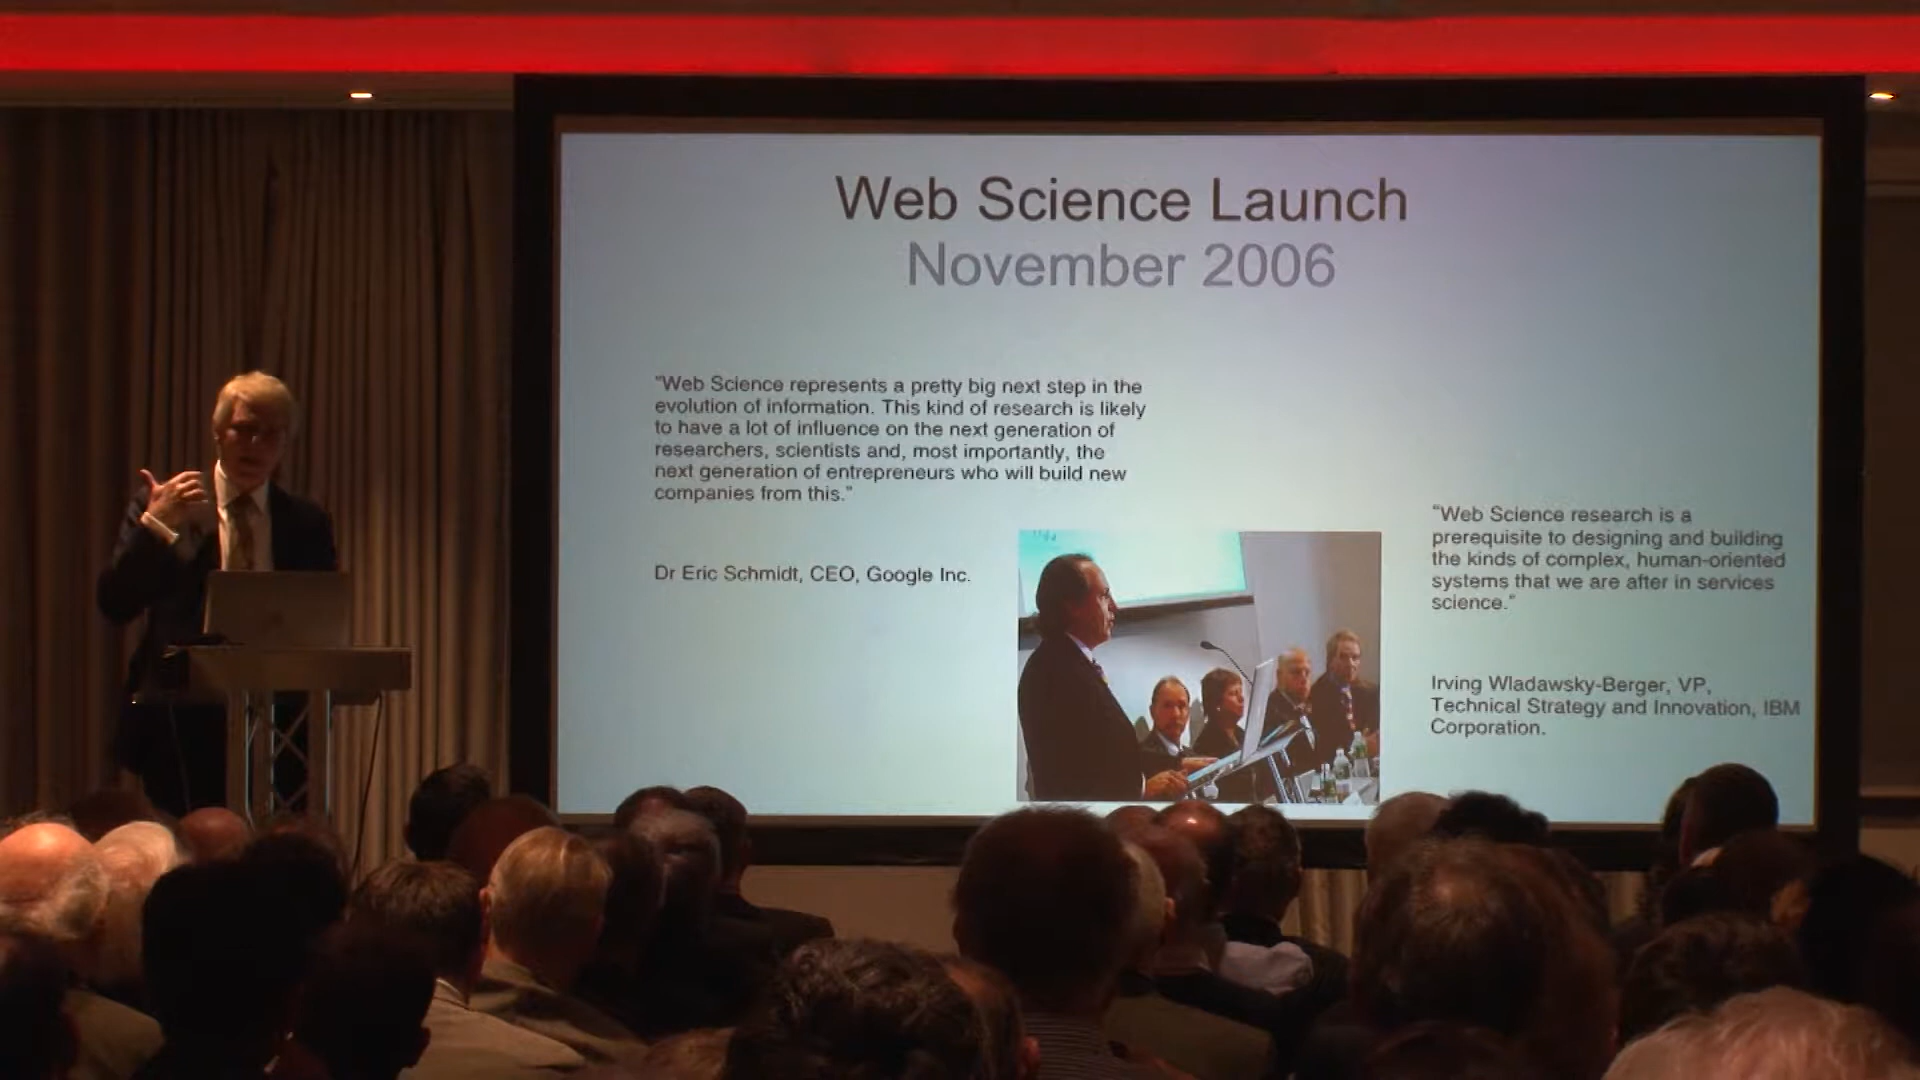 Web Science Launch
November 2006
"Web Science represents a pretty big next step in the
evolution of information. This kind of research is likely
to have a lot of influence on the next generation of
researchers, scientists and, most importantly, the
next generation of entrepreneurs who will build new
companies from this."
Dr Eric Schmidt, CEO, Google Inc.
"Web Science research is a
prerequisite to designing and building
the kinds of complex, human-oriented
systems that we are after in services
science."
Irving Wladawsky-Berger, VP,
Technical Strategy and Innovation, IBM
Corporation.